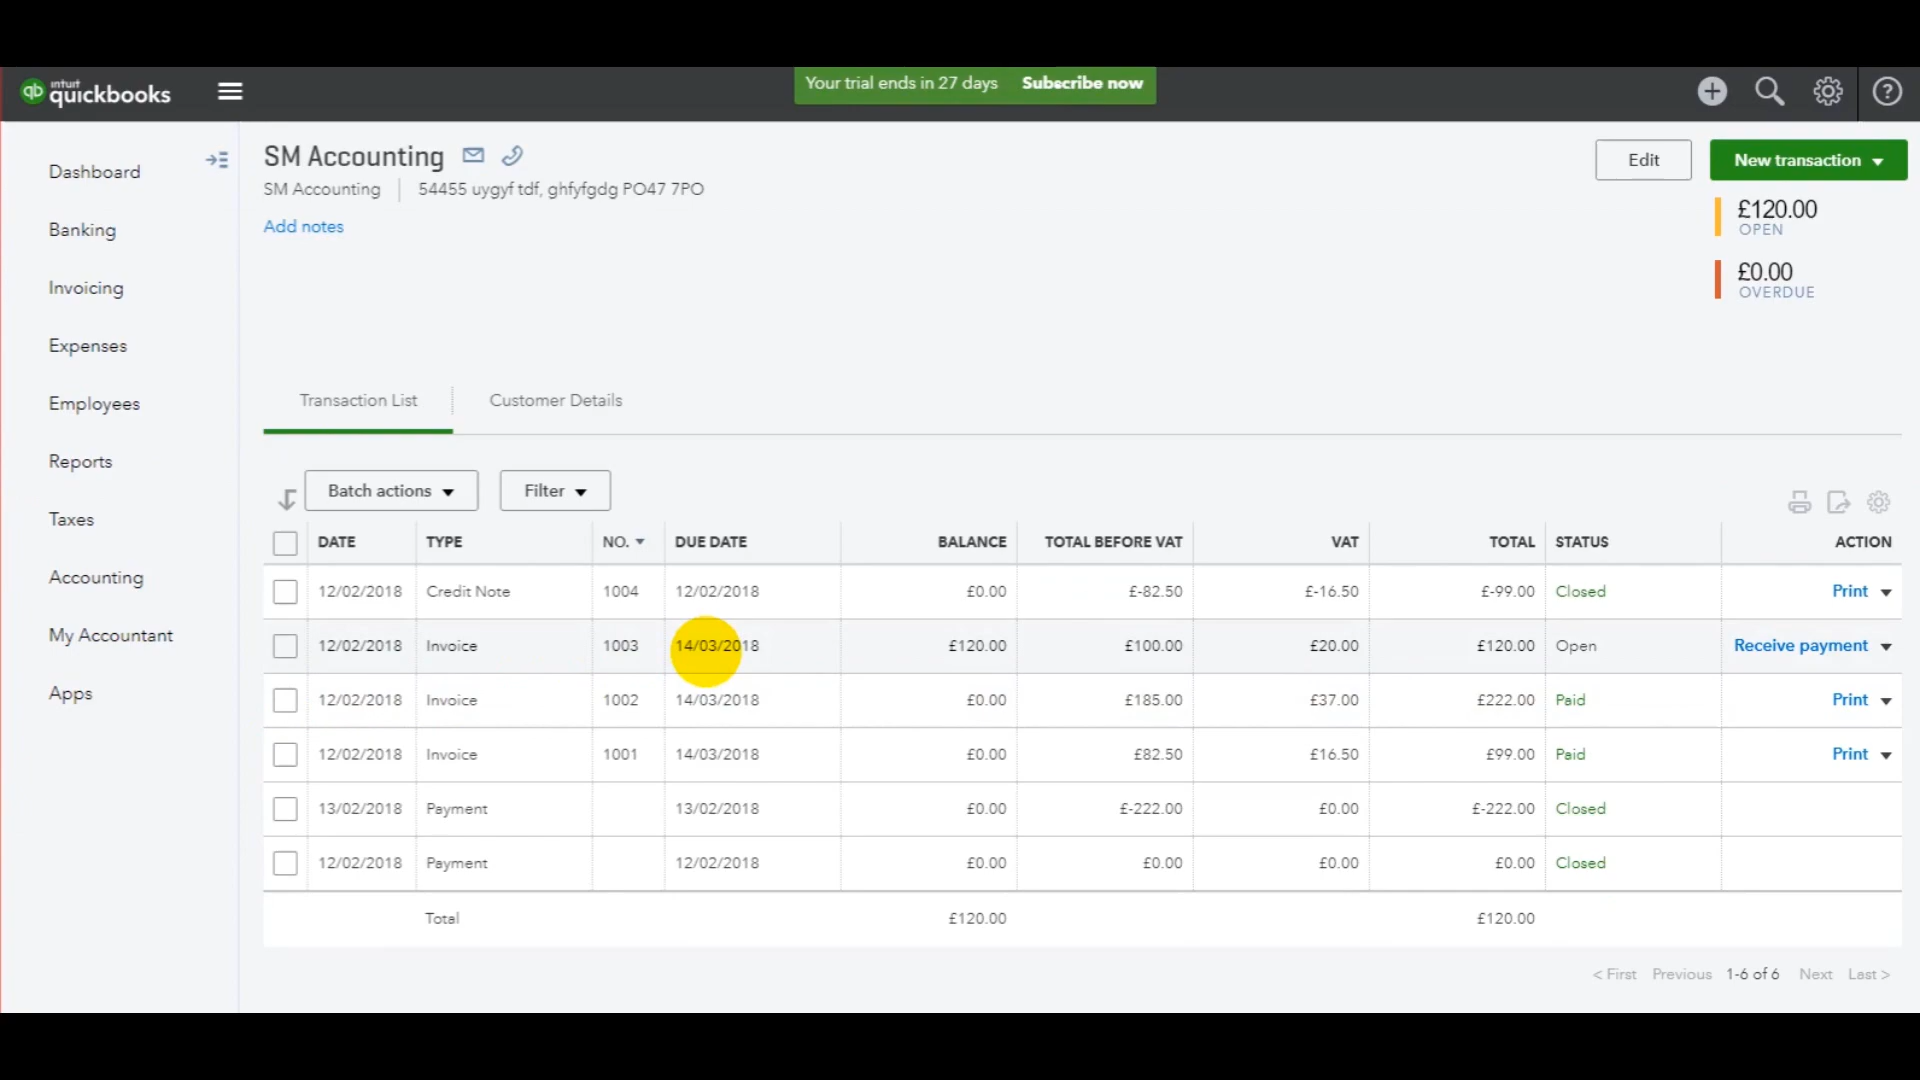 intuit
quickbooks
Your trial ends in 27 days Subscribe now
Dashboard
Banking
Invoicing
Expenses
Employees
Reports
Taxes
Accounting
My Accountant
Apps
SM Accounting
SM Accounting 54455 uygyf tdf, ghfyfgdg PO47 7PO
Add notes
Edit New transaction
£120.00
OPEN
£0.00
OVERDUE
Transaction List Customer Details
Batch actions Filter
DATE TYPE NO. DUE DATE BALANCE TOTAL BEFORE VAT VAT TOTAL STATUS ACTION
12/02/2018 Credit Note 1004 12/02/2018 £0.00 £-82.50 £-16.50 £-99.00 Closed Print
12/02/2018 Invoice 1003 14/03/2018 £120.00 £100.00 £20.00 £120.00 Open Receive payment
12/02/2018 Invoice 1002 14/03/2018 £0.00 £185.00 £37.00 £222.00 Paid Print
12/02/2018 Invoice 1001 14/03/2018 £0.00 £82.50 £16.50 £99.00 Paid Print
13/02/2018 Payment 13/02/2018 £0.00 £-222.00 £0.00 £-222.00 Closed
12/02/2018 Payment 12/02/2018 £0.00 £0.00 £0.00 £0.00 Closed
Total £120.00 £120.00
< First Previous 1-6 of 6 Next Last >